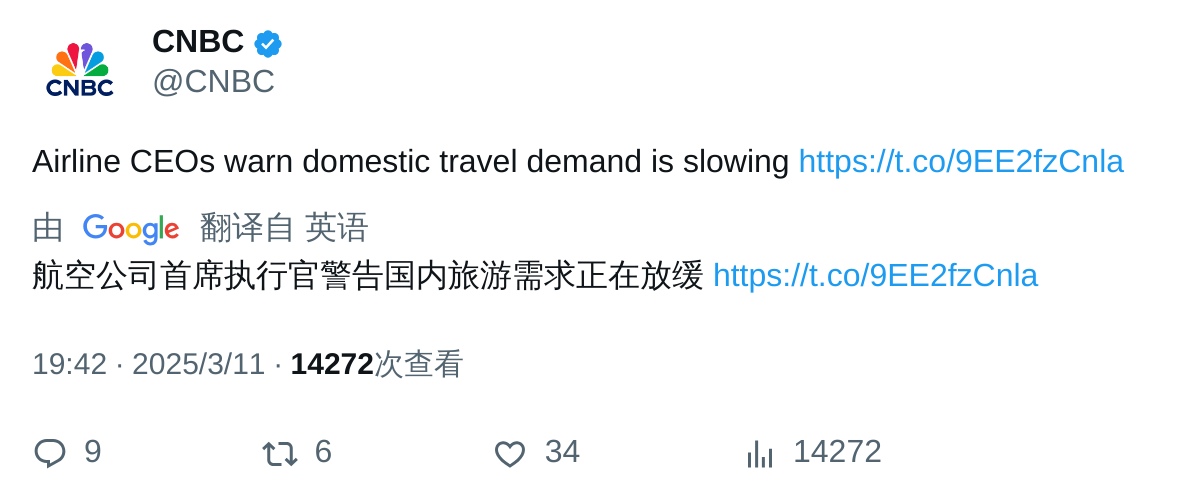 CNBC
CNBC
@CNBC
Airline CEOs warn domestic travel demand is slowing https://t.co/9EE2fzCnla
由 Google 翻译自 英语
航空公司首席执行官警告国内旅游需求正在放缓 https://t.co/9EE2fzCnla
19:42 · 2025/3/11 · 14272次查看
9 6 34 14272